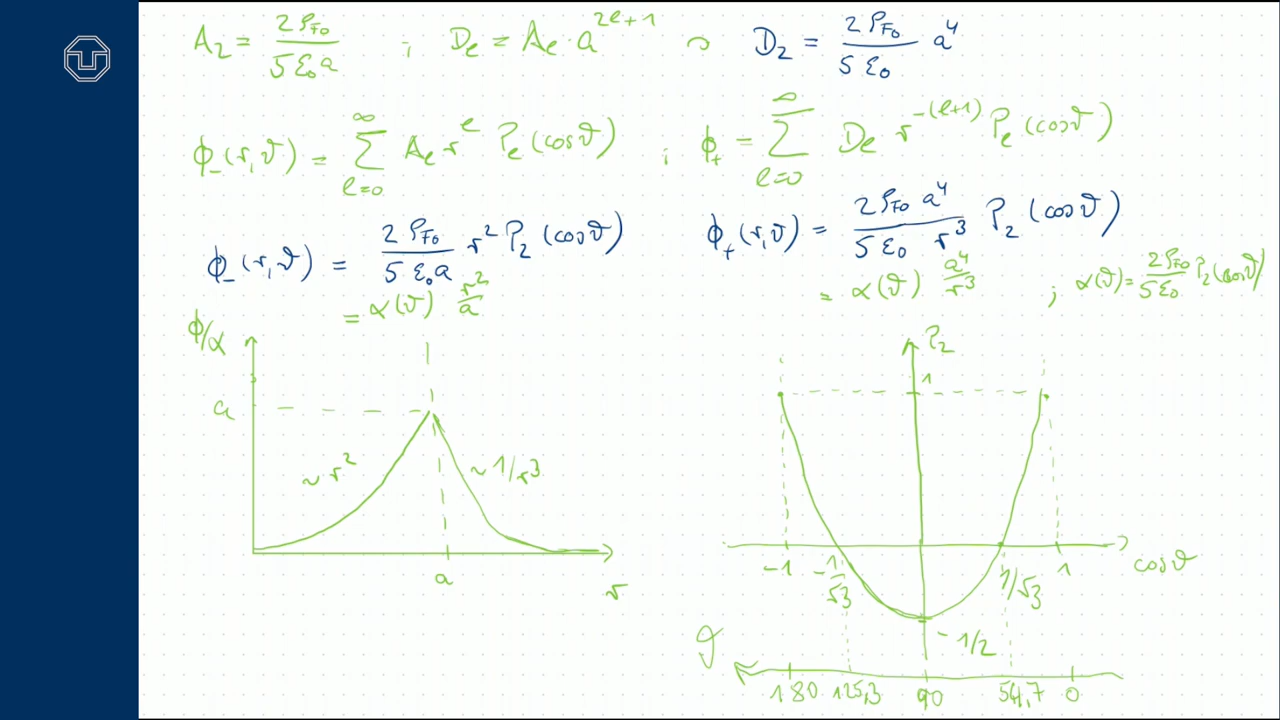 A₂ = 2ρ_F₀ / 5ε₀a ; D_ℓ = A_ℓ · a^(2ℓ+1) ↷ D₂ = 2ρ_F₀ / 5ε₀ a⁴
ϕ₋(r,ϑ) = ∑_(ℓ=0)^∞ A_ℓ r^ℓ P_ℓ(cosϑ) ; ϕ₊ = ∑_(ℓ=0)^∞ D_ℓ r^(-(ℓ+1)) P_ℓ(cosϑ)
ϕ₋(r,ϑ) = 2ρ_F₀ / 5ε₀a r² P₂(cosϑ) ϕ₊(r,ϑ) = 2ρ_F₀ a⁴ / 5ε₀ r³ P₂(cosϑ)
= α(ϑ) r²/a = α(ϑ) a⁴/r³ ; α(ϑ) = 2ρ_F₀ / 5ε₀ P₂(cosϑ)
ϕ/α
a
~ r²
~ 1/r³
a
r
P₂
1
-1 -1/√3 1/√3 1 cosϑ
-1/2
ϑ
180 125,3 90 54,7 0